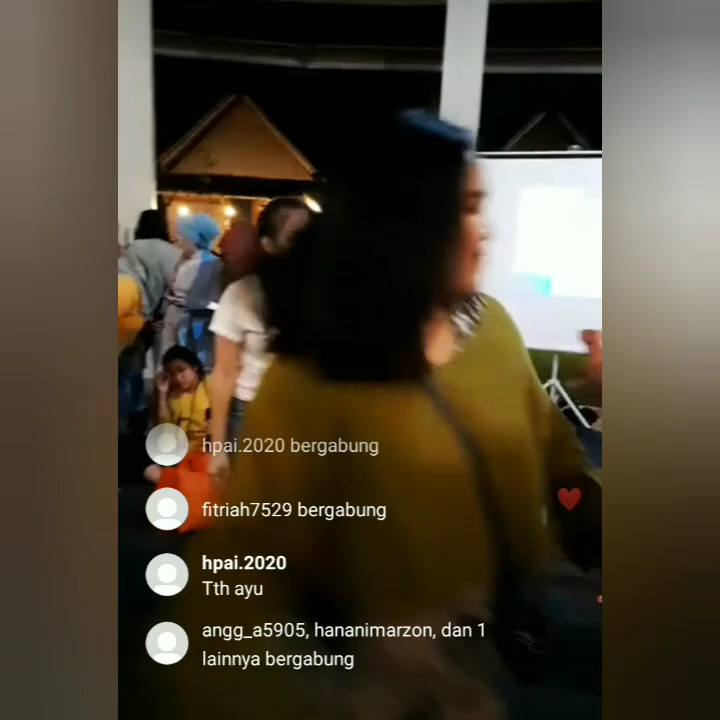 hpai.2020 bergabung
fitriah7529 bergabung
hpai.2020
Tth ayu
angg_a5905, hananimarzon, dan 1
lainnya bergabung